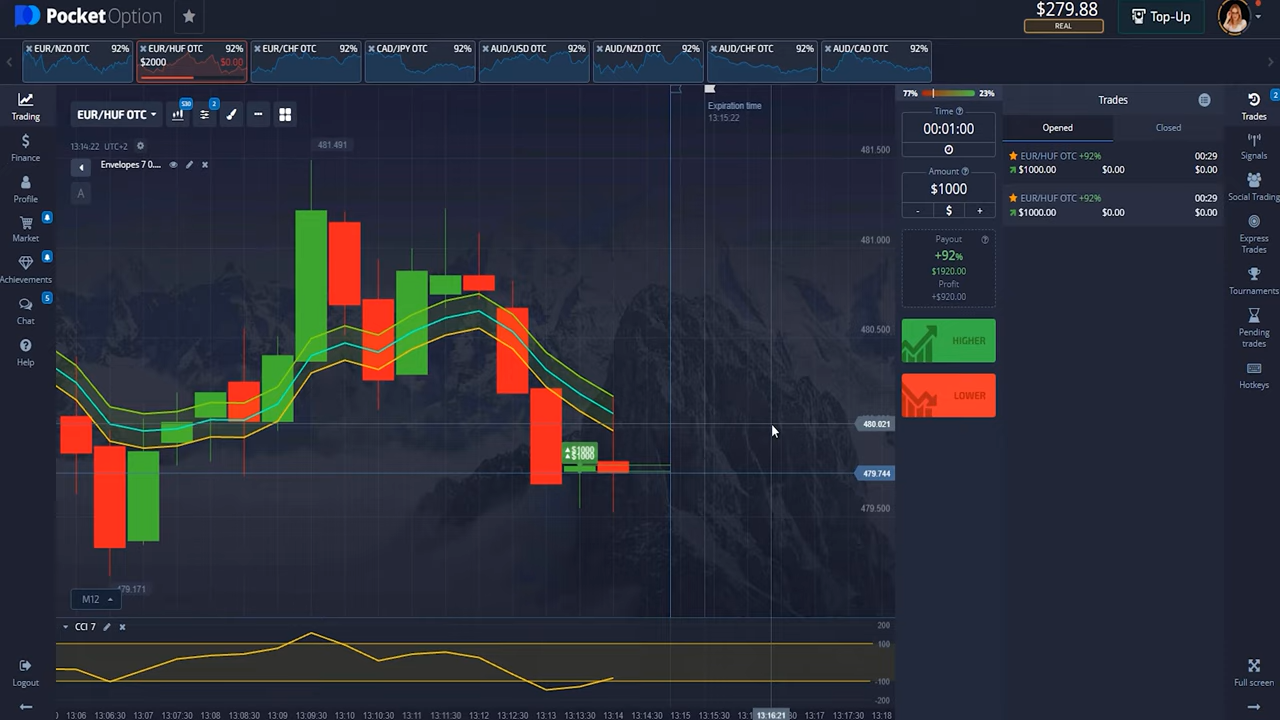 PocketOption
$279.88
REAL
Top-Up
EUR/NZD OTC 92%
EUR/HUF OTC 92%
$2000 $0.00
EUR/CHF OTC 92%
CAD/JPY OTC 92%
AUD/USD OTC 92%
AUD/NZD OTC 92%
AUD/CHF OTC 92%
AUD/CAD OTC 92%
Trading
Finance
Profile
Market
Achievements
5
Chat
Help
Logout
EUR/HUF OTC
530
2
13:14:22 UTC+2
Envelopes 7 0....
A
481.491
Expiration time
13:15:22
481.500
481.000
480.500
480.021
479.744
479.500
$1000
$1000
479.171
M12
CCI 7
200
100
-100
-200
13:06 13:06:30 13:07 13:07:30 13:08 13:08:30 13:09 13:09:30 13:10 13:10:30 13:11 13:11:30 13:12 13:12:30 13:13 13:13:30 13:14 13:14:30 13:15 13:15:30 13:16:21 13:17 13:17:30 13:18
77% 23%
Time
00:01:00
Amount
$1000
- $ +
Payout
+92%
$1920.00
Profit
+$920.00
HIGHER
LOWER
Trades
Opened Closed
EUR/HUF OTC +92% 00:29
$1000.00 $0.00 $0.00
EUR/HUF OTC +92% 00:29
$1000.00 $0.00 $0.00
2
Trades
Signals
Social Trading
Express
Trades
Tournaments
Pending
trades
Hotkeys
Full screen